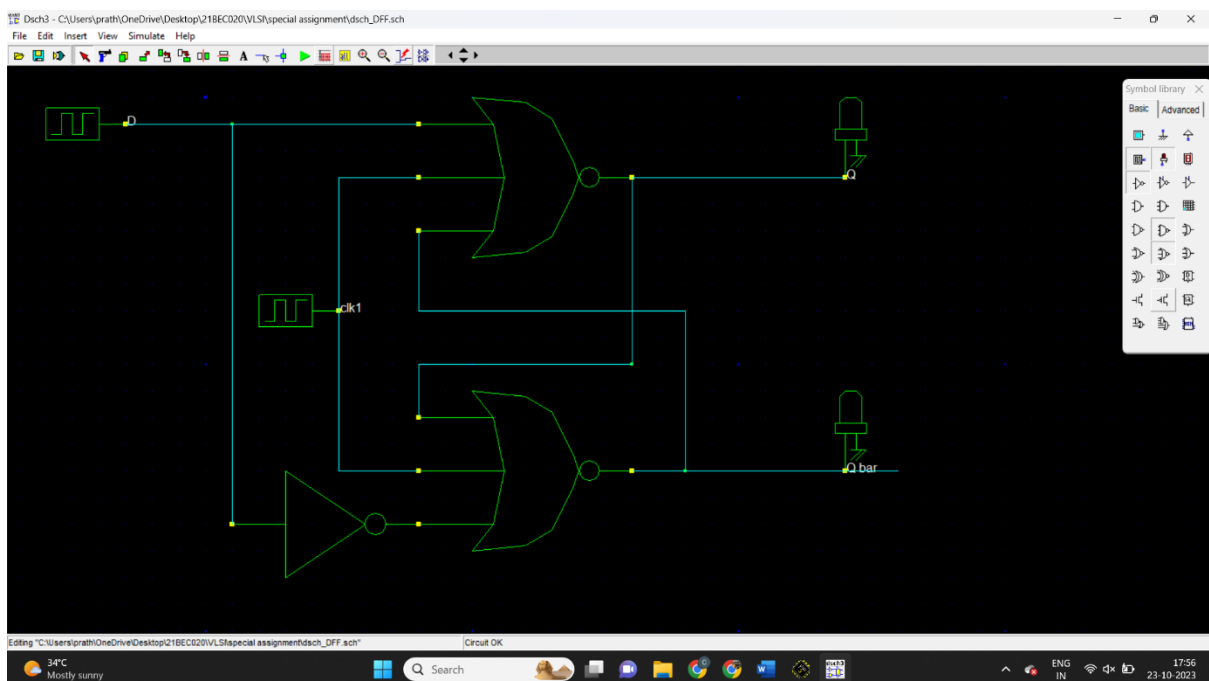 Dsch3 - C:\Users\prath\OneDrive\Desktop\21BEC020\VLSI\special assignment\dsch_DFF.sch
File Edit Insert View Simulate Help
Symbol library
Basic Advanced
D
Q
clk1
Q bar
Editing "C:\Users\prath\OneDrive\Desktop\21BEC020\VLSI\special assignment\dsch_DFF.sch" Circuit OK
34°C
Mostly sunny
Search
ENG
IN
17:56
23-10-2023